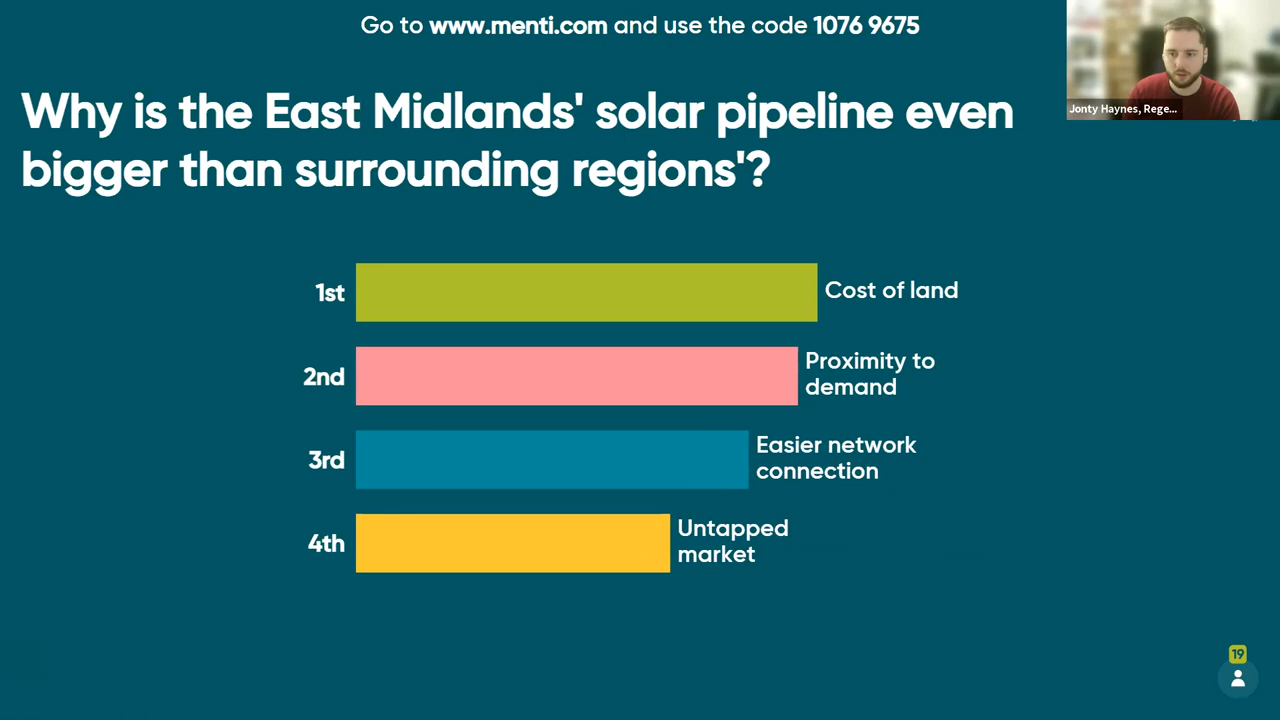 Go to www.menti.com and use the code 1076 9675
Jonty Haynes, Rege...
Why is the East Midlands' solar pipeline even
bigger than surrounding regions'?
1st
Cost of land
2nd
Proximity to
demand
3rd
Easier network
connection
4th
Untapped
market
19